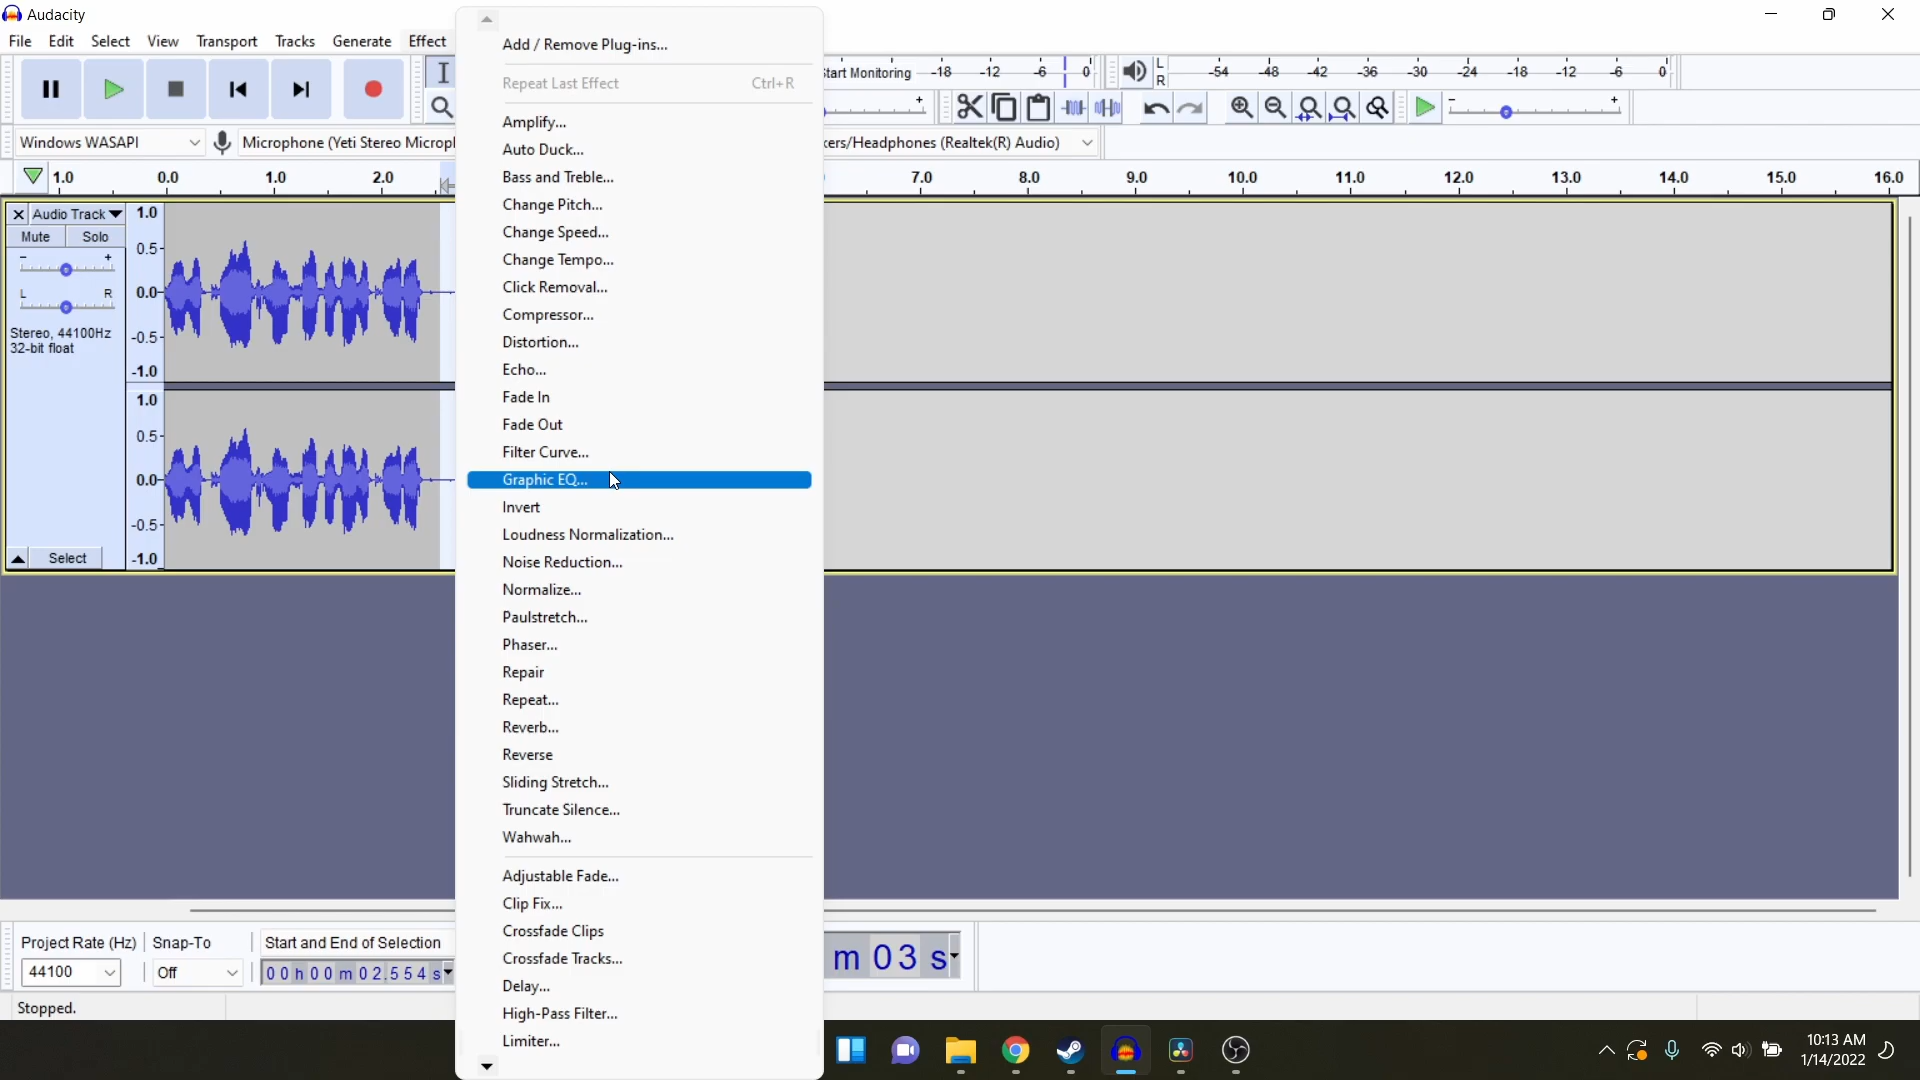 Audacity
File Edit Select View Transport Tracks Generate Effect
Add / Remove Plug-ins...
Repeat Last Effect Ctrl+R
Amplify...
Auto Duck...
Bass and Treble...
Change Pitch...
Change Speed...
Change Tempo...
Click Removal...
Compressor...
Distortion...
Echo...
Fade In
Fade Out
Filter Curve...
Graphic EQ...
Invert
Loudness Normalization...
Noise Reduction...
Normalize...
Paulstretch...
Phaser...
Repair
Repeat...
Reverb...
Reverse
Sliding Stretch...
Truncate Silence...
Wahwah...
Adjustable Fade...
Clip Fix...
Crossfade Clips
Crossfade Tracks...
Delay...
High-Pass Filter...
Limiter...
Start Monitoring -18 -12 -6 0
L
R
-54 -48 -42 -36 -30 -24 -18 -12 -6 0
- +
+
Windows WASAPI
Microphone (Yeti Stereo Microp
kers/Headphones (Realtek(R) Audio)
1.0 0.0 1.0 2.0 7.0 8.0 9.0 10.0 11.0 12.0 13.0 14.0 15.0 16.0
Audio Track
Mute Solo
- +
L R
Stereo, 44100Hz
32-bit float
Select
1.0
0.5-
0.0-
-0.5-
-1.0
1.0
0.5-
0.0-
-0.5-
-1.0
Project Rate (Hz) Snap-To Start and End of Selection
44100 Off 00h00m02.554s
m 03 s
Stopped.
10:13 AM
1/14/2022